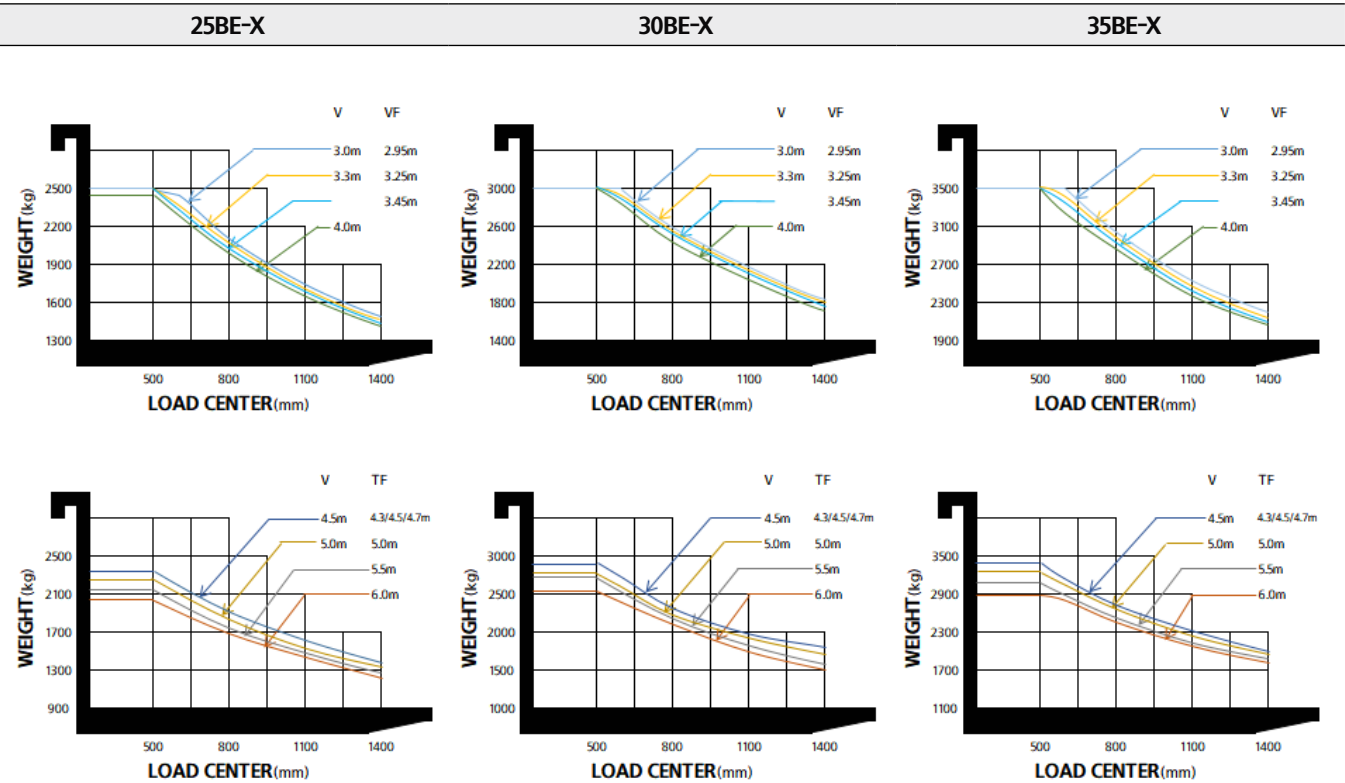 25BE-X 30BE-X 35BE-X
V VF
3.0m 2.95m
3.3m 3.25m
3.45m
4.0m
2500
2200
1900
1600
1300
WEIGHT(kg)
500 800 1100 1400
LOAD CENTER(mm)
V VF
3.0m 2.95m
3.3m 3.25m
3.45m
4.0m
3000
2600
2200
1800
1400
WEIGHT(kg)
500 800 1100 1400
LOAD CENTER(mm)
V VF
3.0m 2.95m
3.3m 3.25m
3.45m
4.0m
3500
3100
2700
2300
1900
WEIGHT(kg)
500 800 1100 1400
LOAD CENTER(mm)
V TF
4.5m 4.3/4.5/4.7m
5.0m 5.0m
5.5m
6.0m
2500
2100
1700
1300
900
WEIGHT(kg)
500 800 1100 1400
LOAD CENTER(mm)
V TF
4.5m 4.3/4.5/4.7m
5.0m 5.0m
5.5m
6.0m
3000
2500
2000
1500
1000
WEIGHT(kg)
500 800 1100 1400
LOAD CENTER(mm)
V TF
4.5m 4.3/4.5/4.7m
5.0m 5.0m
5.5m
6.0m
3500
2900
2300
1700
1100
WEIGHT(kg)
500 800 1100 1400
LOAD CENTER(mm)